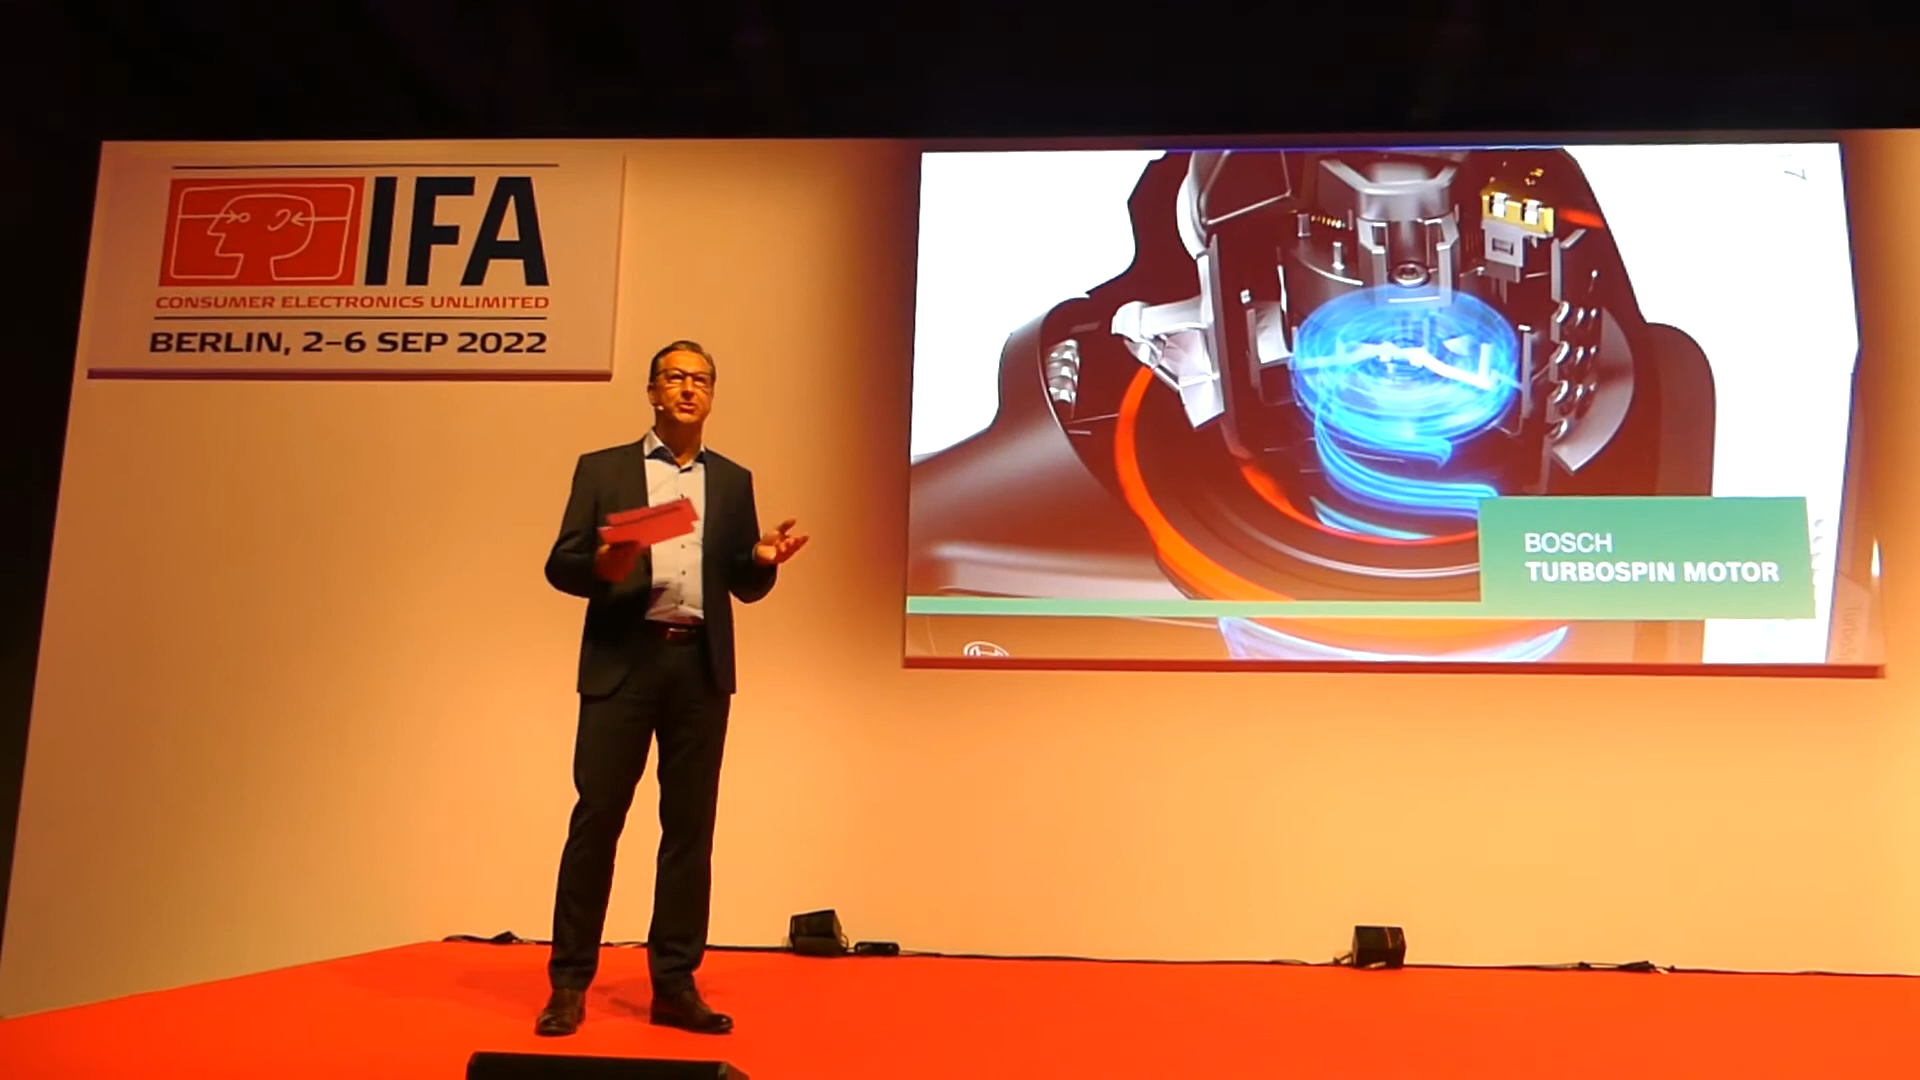 IFA
CONSUMER ELECTRONICS UNLIMITED
BERLIN, 2–6 SEP 2022
BOSCH
TURBOSPIN MOTOR